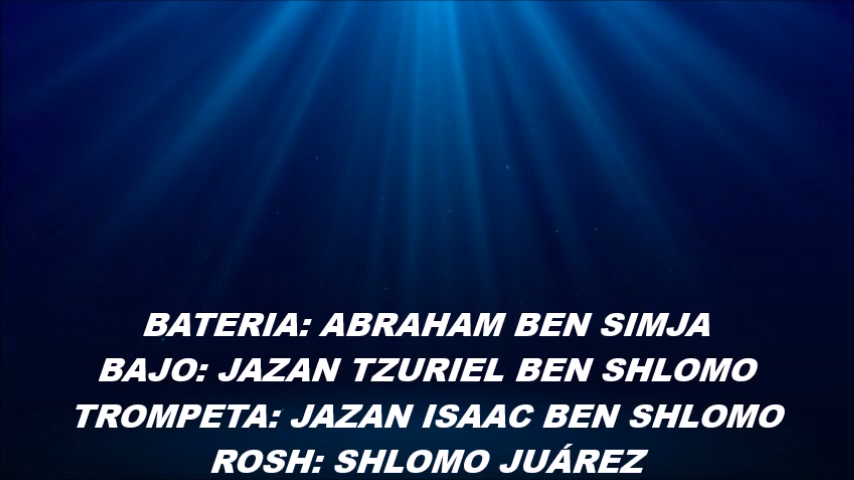 BATERIA: ABRAHAM BEN SIMJA
BAJO: JAZAN TZURIEL BEN SHLOMO
TROMPETA: JAZAN ISAAC BEN SHLOMO
ROSH: SHLOMO JUÁREZ